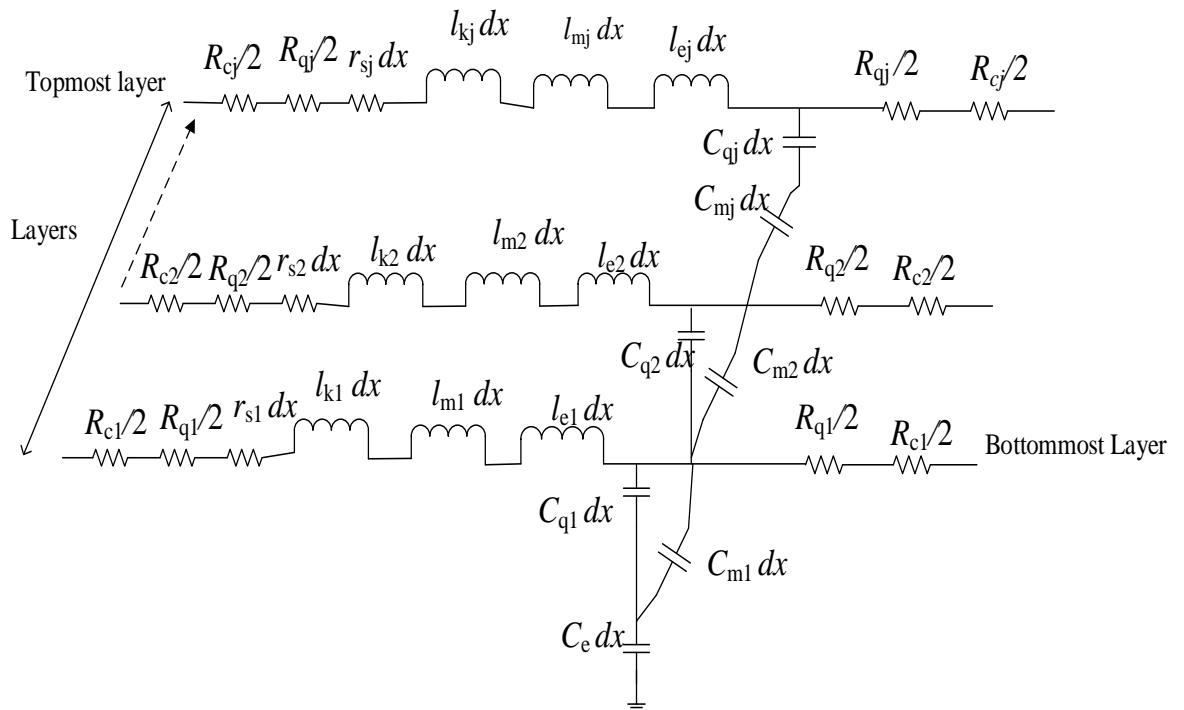 l_kj dx
l_mj dx
l_ej dx
R_cj/2
R_qj/2
r_sj dx
R_qj/2
R_cj/2
Topmost layer
C_qj dx
C_mj dx
Layers
l_k2 dx
l_m2 dx
l_e2 dx
R_c2/2
R_q2/2
r_s2 dx
R_q2/2
R_c2/2
C_q2 dx
C_m2 dx
l_k1 dx
l_m1 dx
l_e1 dx
R_c1/2
R_q1/2
r_s1 dx
R_q1/2
R_c1/2
Bottommost Layer
C_q1 dx
C_m1 dx
C_e dx